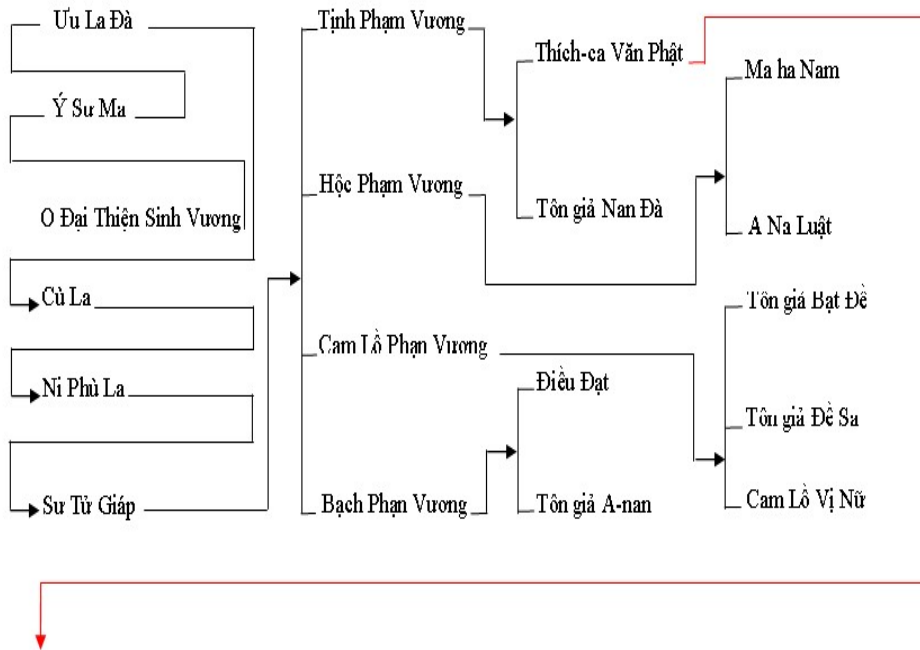 Ưu La Đà
Ý Sư Ma
O Đại Thiện Sinh Vương
Cù La
Ni Phù La
Sư Tử Giáp
Tịnh Phạm Vương
Hộc Phạm Vương
Cam Lồ Phạn Vương
Bạch Phạn Vương
Thích-ca Văn Phật
Tôn giả Nan Đà
Điều Đạt
Tôn giả A-nan
Ma ha Nam
A Na Luật
Tôn giả Bạt Đề
Tôn giả Đề Sa
Cam Lồ Vị Nữ